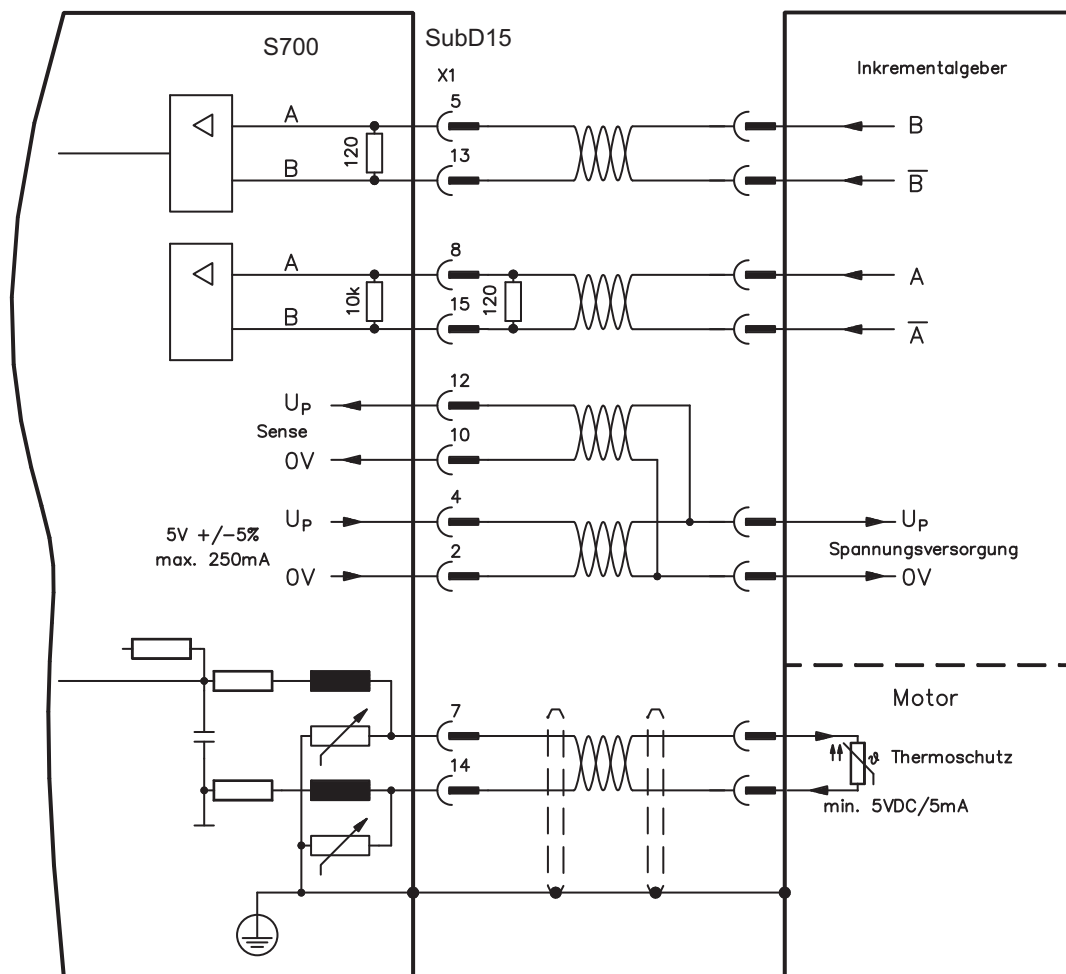 S700
SubD15
X1
Inkrementalgeber
A
5
B
120
B
13
B̅
A
8
A
10k
120
B
15
A̅
UP
12
Sense
0V
10
UP
4
UP
5V +/-5%
max. 250mA
Spannungsversorgung
0V
2
0V
Motor
7
ϑ
Thermoschutz
14
min. 5VDC/5mA